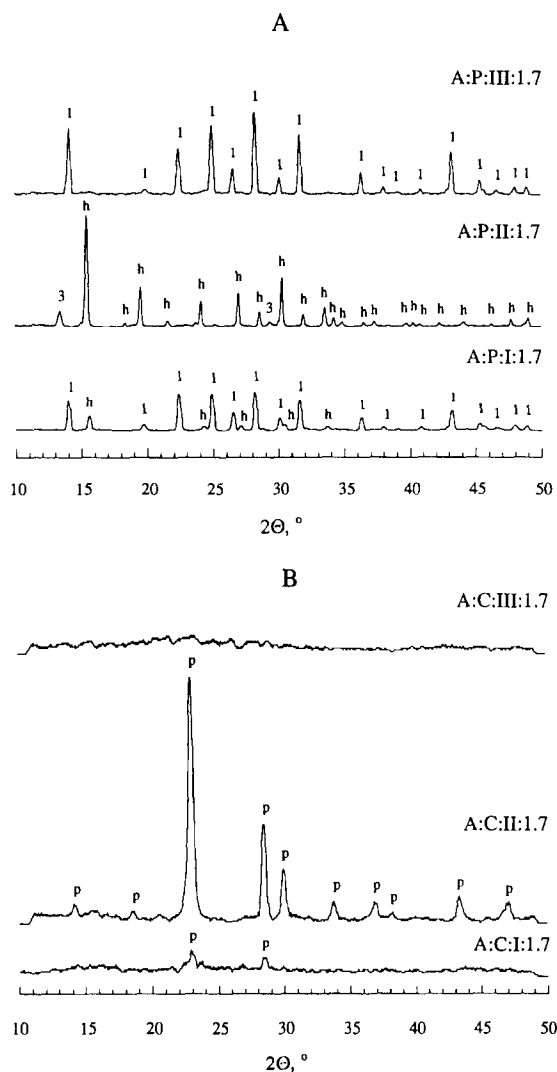 A
A:P:III:1.7
1 1 1 1 1 1 1 1 1 1 1 1 1 1 1 1
A:P:II:1.7
3 h h h h h h h 3 h h h h h h h h h h h h h h
A:P:I:1.7
1 h 1 1 h 1 1 h 1 1 h 1 h 1 1 1 1 1 1 1 1
10 15 20 25 30 35 40 45 50
2Θ, °
B
A:C:III:1.7
p
A:C:II:1.7
p p p p p p p p p
A:C:I:1.7
p p
10 15 20 25 30 35 40 45 50
2Θ, °